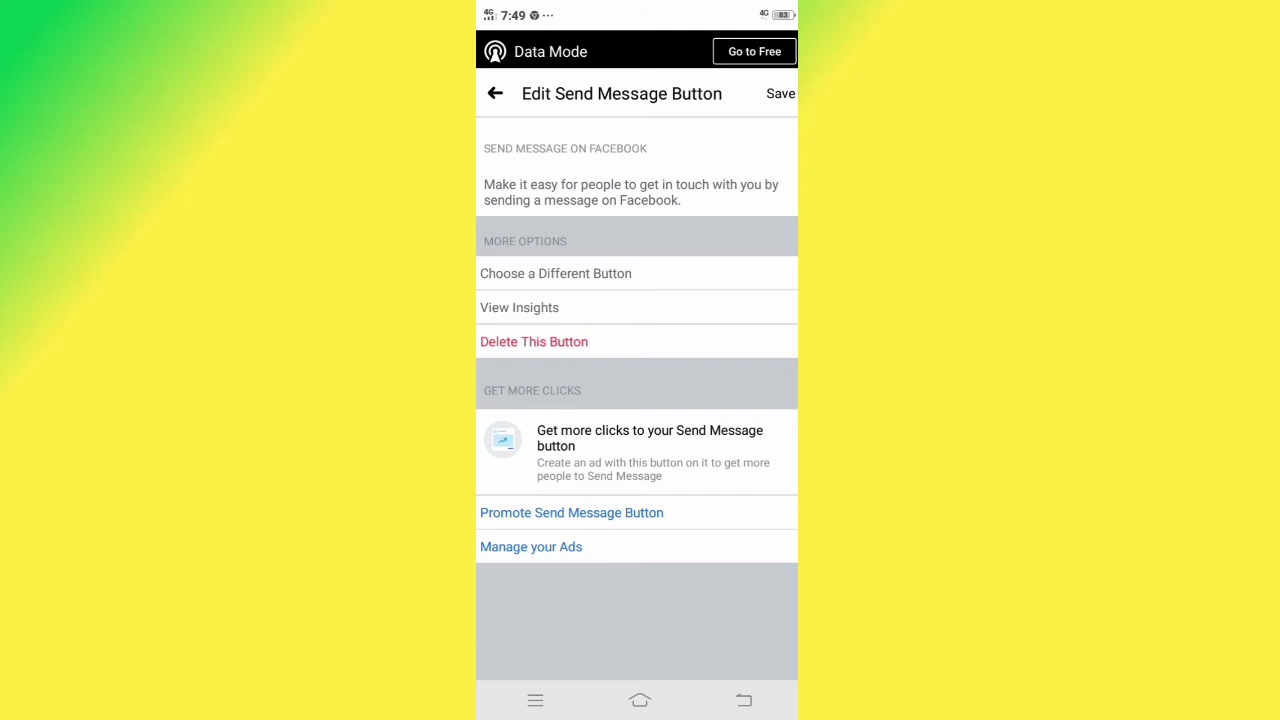 4G 7:49 ... 4G 83
Data Mode Go to Free
Edit Send Message Button Save
SEND MESSAGE ON FACEBOOK
Make it easy for people to get in touch with you by
sending a message on Facebook.
MORE OPTIONS
Choose a Different Button
View Insights
Delete This Button
GET MORE CLICKS
Get more clicks to your Send Message
button
Create an ad with this button on it to get more
people to Send Message
Promote Send Message Button
Manage your Ads